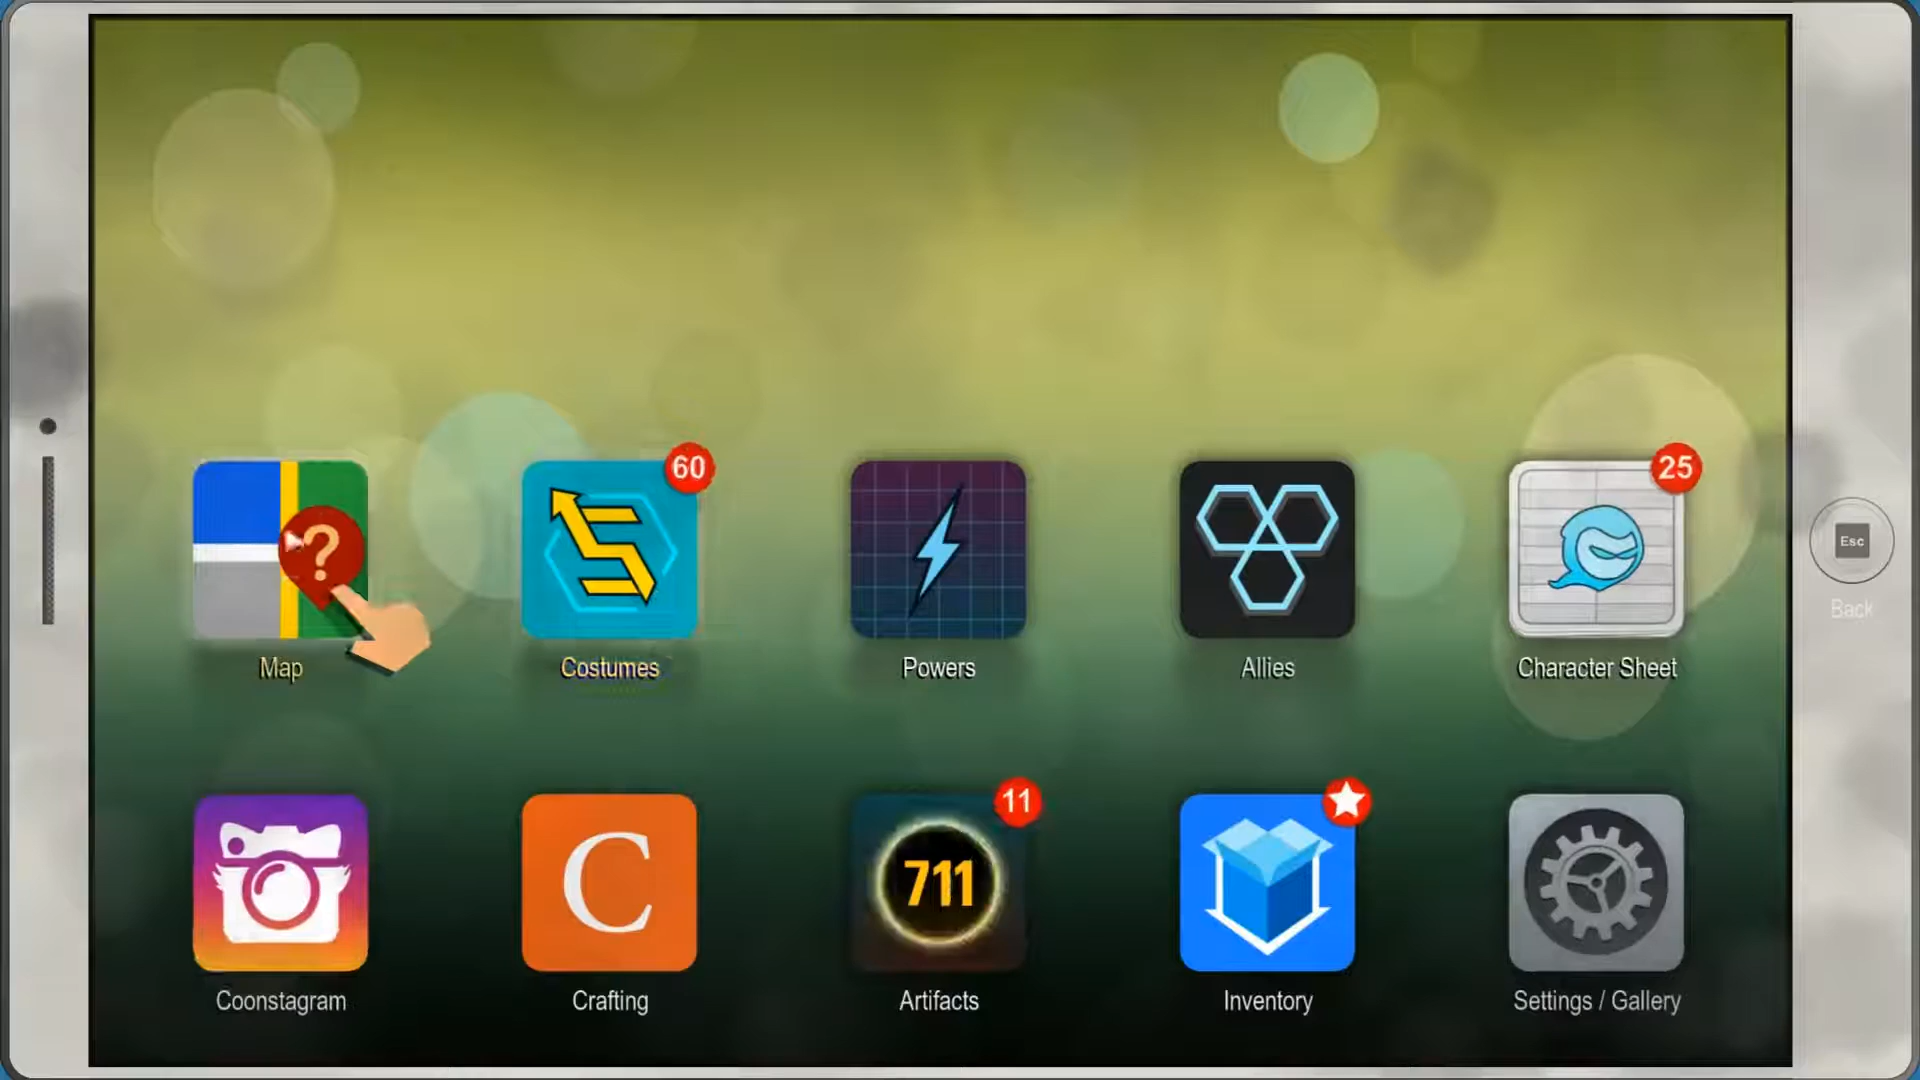 60
25
?
Esc
Back
Map
Costumes
Powers
Allies
Character Sheet
11
C
711
Coonstagram
Crafting
Artifacts
Inventory
Settings / Gallery